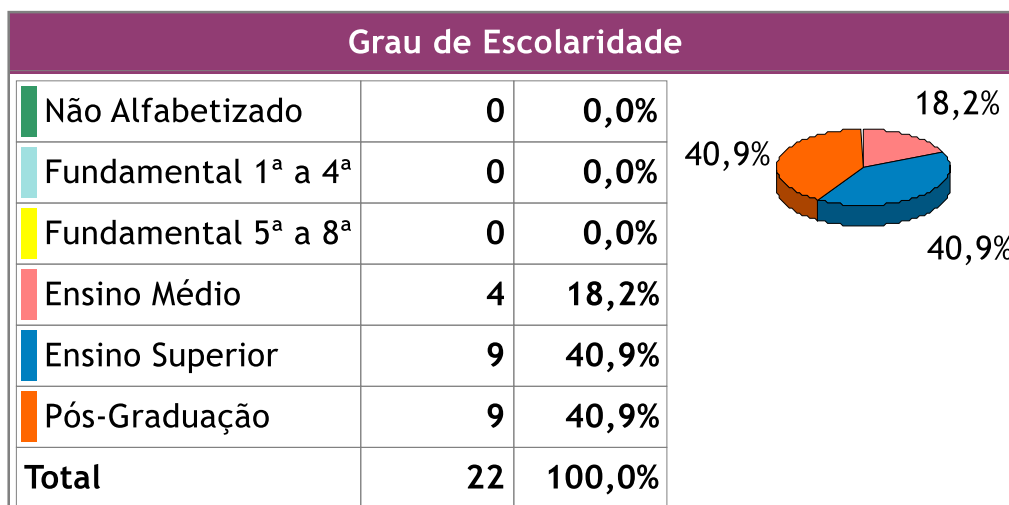 Grau de Escolaridade
Não Alfabetizado 0 0,0%
Fundamental 1ª a 4ª 0 0,0%
Fundamental 5ª a 8ª 0 0,0%
Ensino Médio 4 18,2%
Ensino Superior 9 40,9%
Pós-Graduação 9 40,9%
Total 22 100,0%
18,2%
40,9%
40,9%